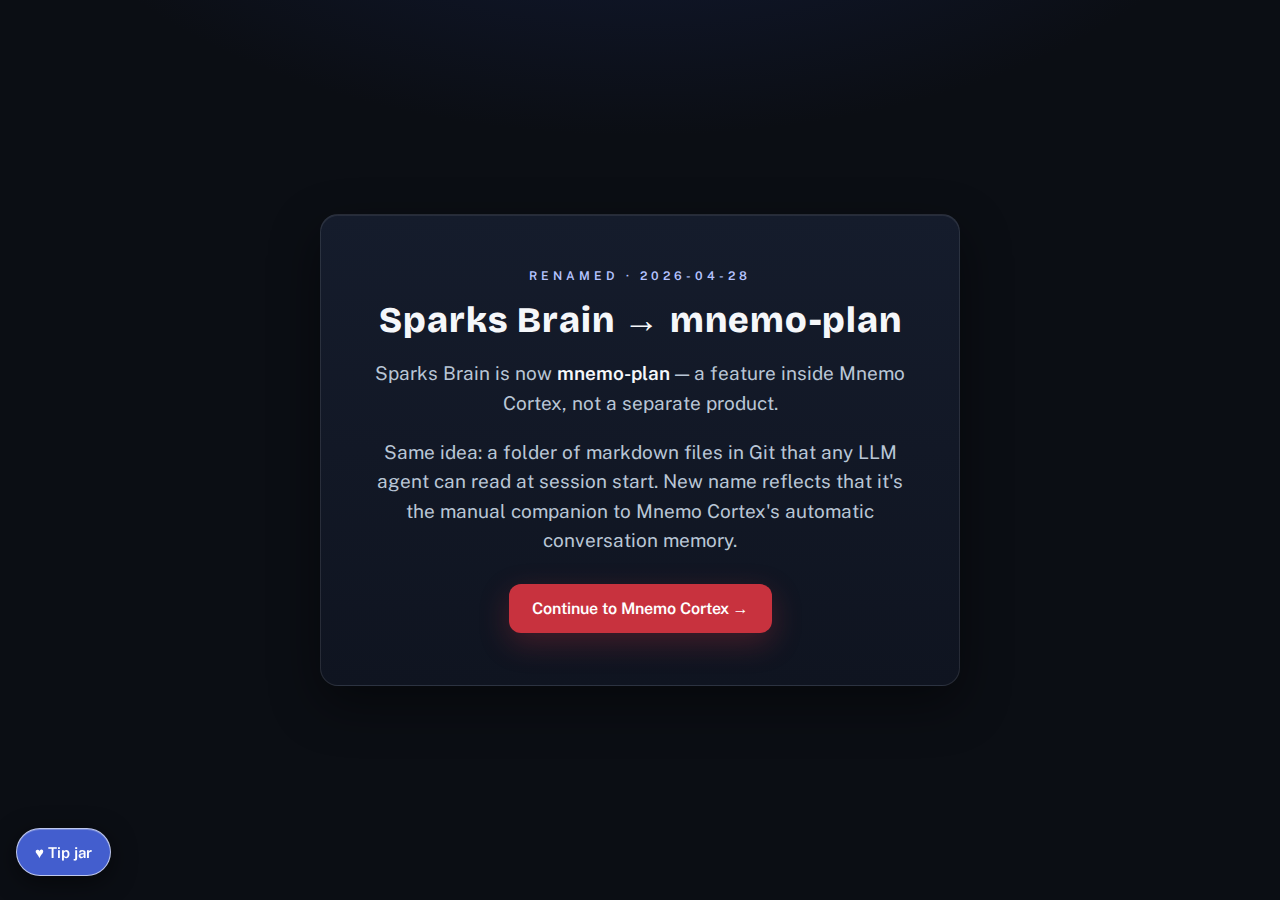 RENAMED · 2026-04-28
Sparks Brain → mnemo-plan
Sparks Brain is now mnemo-plan — a feature inside Mnemo
Cortex, not a separate product.
Same idea: a folder of markdown files in Git that any LLM
agent can read at session start. New name reflects that it's
the manual companion to Mnemo Cortex's automatic
conversation memory.
Continue to Mnemo Cortex →
♥ Tip jar